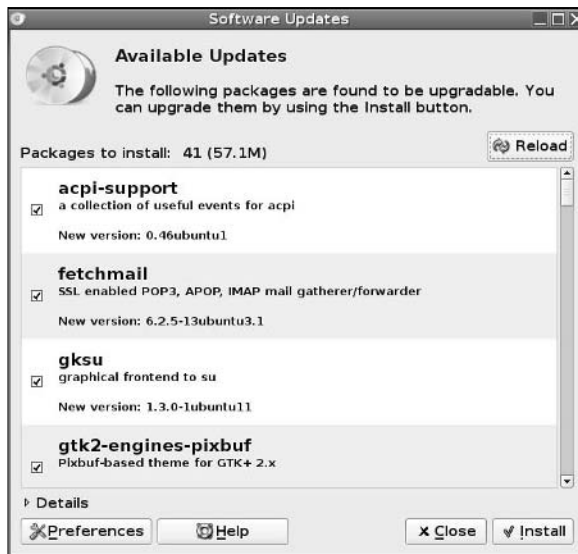 Software Updates
Available Updates
The following packages are found to be upgradable. You
can upgrade them by using the Install button.
Packages to install: 41 (57.1M)
Reload
acpi-support
a collection of useful events for acpi
New version: 0.46ubuntu1
fetchmail
SSL enabled POP3, APOP, IMAP mail gatherer/forwarder
New version: 6.2.5-13ubuntu3.1
gksu
graphical frontend to su
New version: 1.3.0-1ubuntu11
gtk2-engines-pixbuf
Pixbuf-based theme for GTK+ 2.x
Details
Preferences
Help
Close
Install